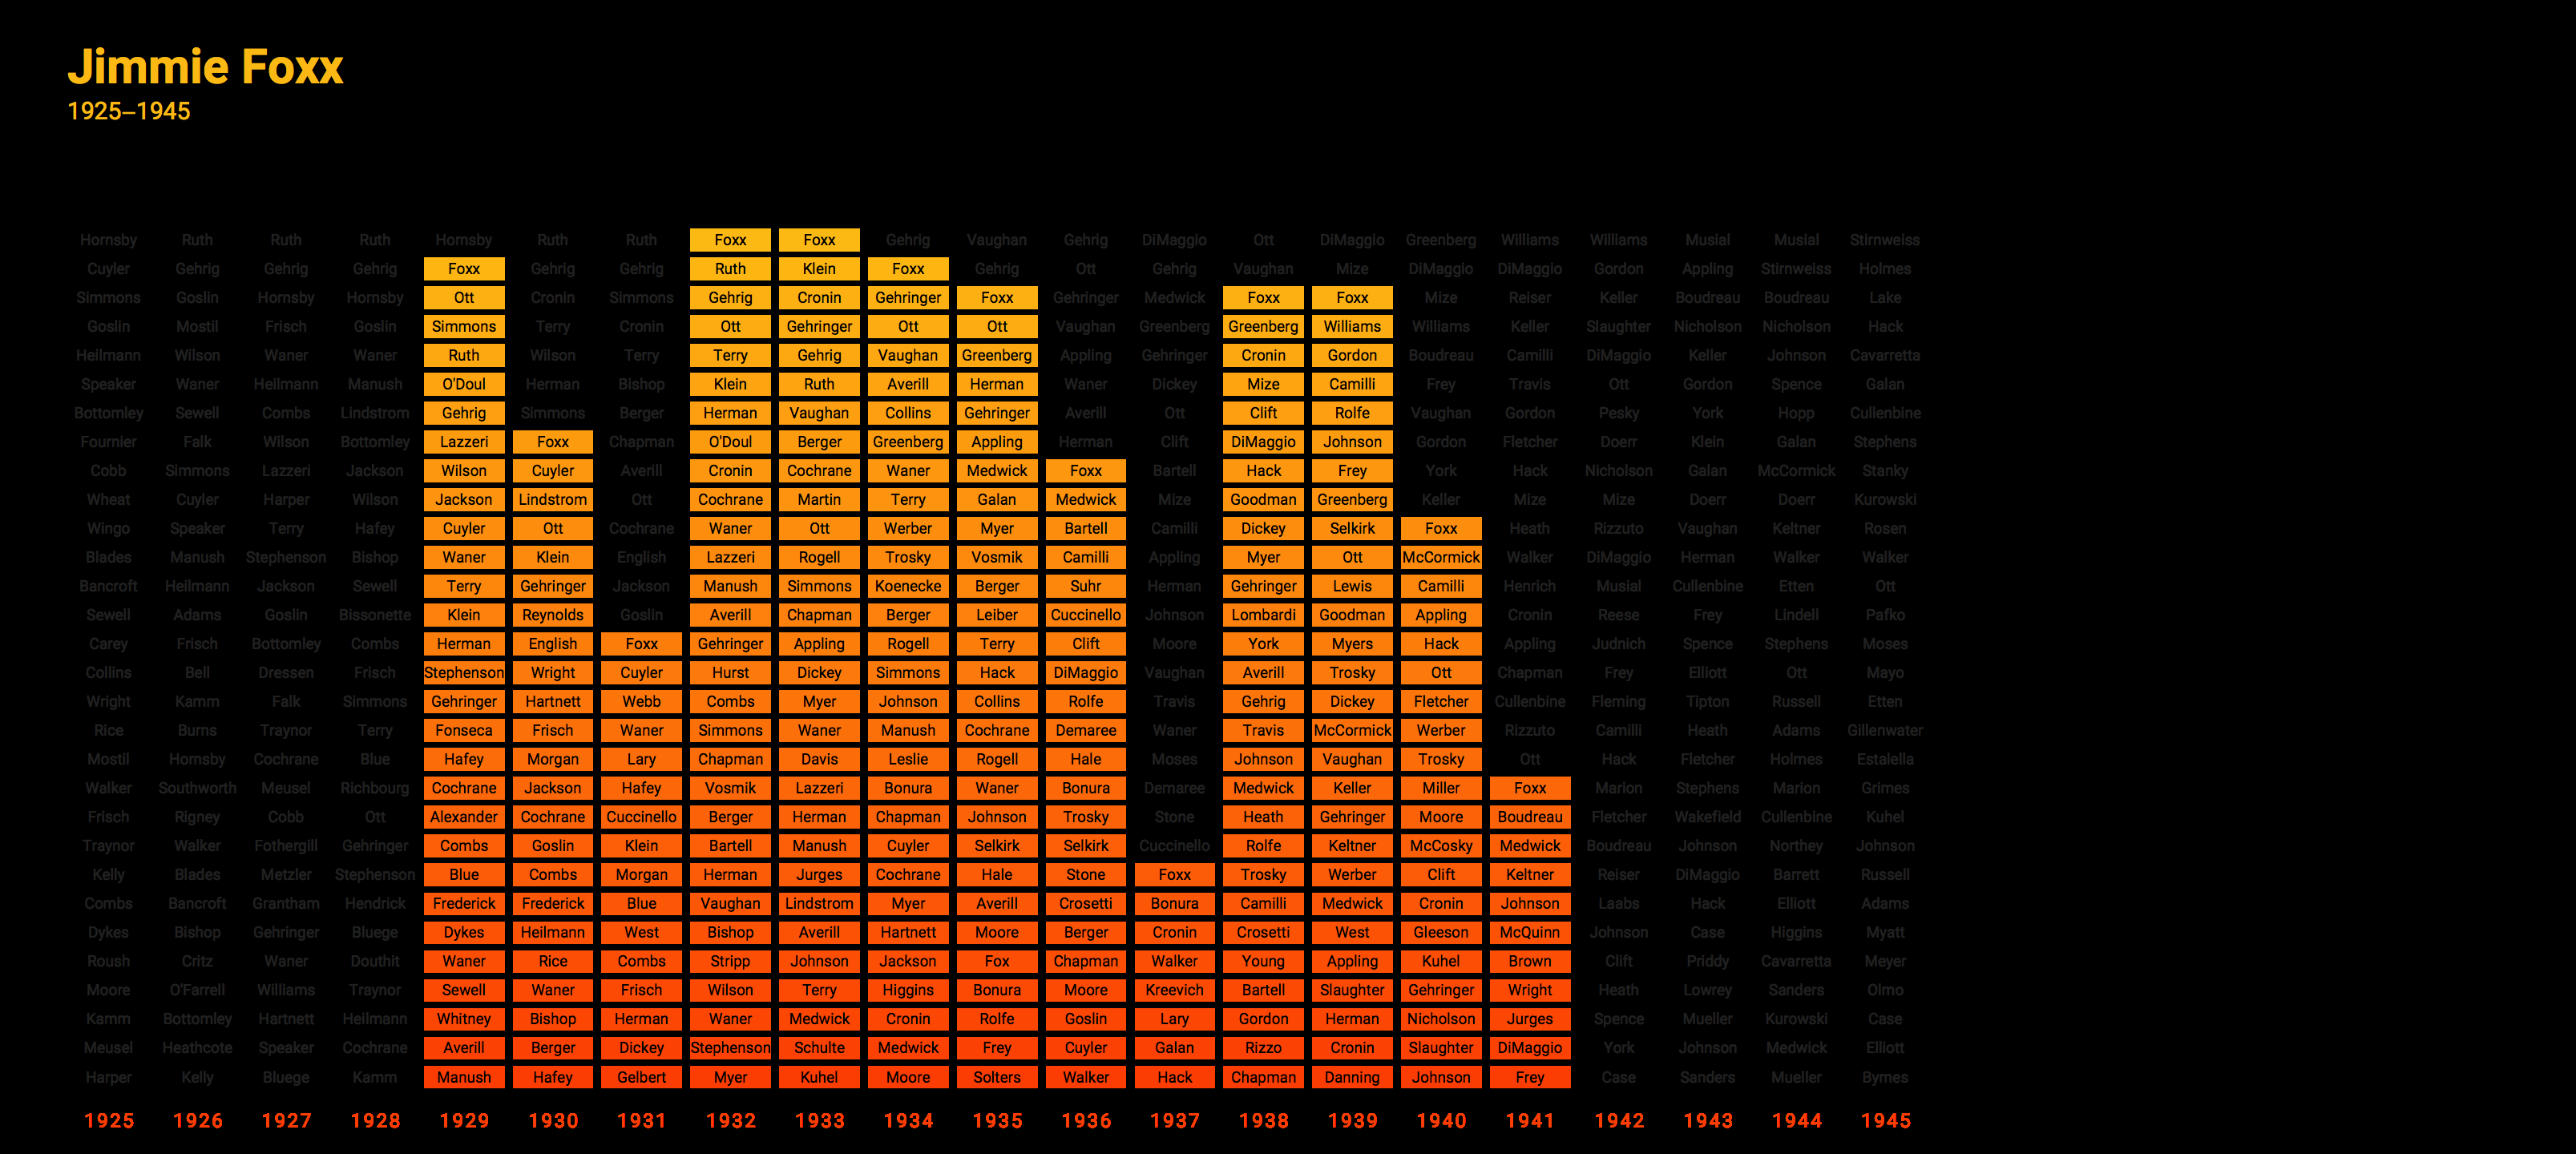 Jimmie Foxx
1925–1945
Hornsby Ruth Ruth Ruth Hornsby Ruth Ruth Foxx Foxx Gehrig Vaughan Gehrig DiMaggio Ott DiMaggio Greenberg Williams Williams Musial Musial Stirnweiss
Cuyler Gehrig Gehrig Gehrig Foxx Gehrig Gehrig Ruth Klein Foxx Gehrig Ott Gehrig Vaughan Mize DiMaggio DiMaggio Gordon Appling Stirnweiss Holmes
Simmons Goslin Hornsby Hornsby Ott Cronin Simmons Gehrig Cronin Gehringer Foxx Gehringer Medwick Foxx Foxx Mize Reiser Keller Boudreau Boudreau Lake
Goslin Mostil Frisch Goslin Simmons Terry Cronin Ott Gehringer Ott Ott Vaughan Greenberg Greenberg Williams Williams Keller Slaughter Nicholson Nicholson Hack
Heilmann Wilson Waner Waner Ruth Wilson Terry Terry Gehrig Vaughan Greenberg Appling Gehringer Cronin Gordon Boudreau Camilli DiMaggio Keller Johnson Cavarretta
Speaker Waner Heilmann Manush O'Doul Herman Bishop Klein Ruth Averill Herman Waner Dickey Mize Camilli Frey Travis Ott Gordon Spence Galan
Bottomley Sewell Combs Lindstrom Gehrig Simmons Berger Herman Vaughan Collins Gehringer Averill Ott Clift Rolfe Vaughan Gordon Pesky York Hopp Cullenbine
Fournier Falk Wilson Bottomley Lazzeri Foxx Chapman O'Doul Berger Greenberg Appling Herman Clift DiMaggio Johnson Gordon Fletcher Doerr Klein Galan Stephens
Cobb Simmons Lazzeri Jackson Wilson Cuyler Averill Cronin Cochrane Waner Medwick Foxx Bartell Hack Frey York Hack Nicholson Galan McCormick Stanky
Wheat Cuyler Harper Wilson Jackson Lindstrom Ott Cochrane Martin Terry Galan Medwick Mize Goodman Greenberg Keller Mize Mize Doerr Doerr Kurowski
Wingo Speaker Terry Hafey Cuyler Ott Cochrane Waner Ott Werber Myer Bartell Camilli Dickey Selkirk Foxx Heath Rizzuto Vaughan Keltner Rosen
Blades Manush Stephenson Bishop Waner Klein English Lazzeri Rogell Trosky Vosmik Camilli Appling Myer Ott McCormick Walker DiMaggio Herman Walker Walker
Bancroft Heilmann Jackson Sewell Terry Gehringer Jackson Manush Simmons Koenecke Berger Suhr Herman Gehringer Lewis Camilli Henrich Musial Cullenbine Etten Ott
Sewell Adams Goslin Bissonette Klein Reynolds Goslin Averill Chapman Berger Leiber Cuccinello Johnson Lombardi Goodman Appling Cronin Reese Frey Lindell Pafko
Carey Frisch Bottomley Combs Herman English Foxx Gehringer Appling Rogell Terry Clift Moore York Myers Hack Appling Judnich Spence Stephens Moses
Collins Bell Dressen Frisch Stephenson Wright Cuyler Hurst Dickey Simmons Hack DiMaggio Vaughan Averill Trosky Ott Chapman Frey Elliott Ott Mayo
Wright Kamm Falk Simmons Gehringer Hartnett Webb Combs Myer Johnson Collins Rolfe Travis Gehrig Dickey Fletcher Cullenbine Fleming Tipton Russell Etten
Rice Burns Traynor Terry Fonseca Frisch Waner Simmons Waner Manush Cochrane Demaree Waner Travis McCormick Werber Rizzuto Camilli Heath Adams Gillenwater
Mostil Hornsby Cochrane Blue Hafey Morgan Lary Chapman Davis Leslie Rogell Hale Moses Johnson Vaughan Trosky Ott Hack Fletcher Holmes Estalella
Walker Southworth Meusel Richbourg Cochrane Jackson Hafey Vosmik Lazzeri Bonura Waner Bonura Demaree Medwick Keller Miller Foxx Marion Stephens Marion Grimes
Frisch Rigney Cobb Ott Alexander Cochrane Cuccinello Berger Herman Chapman Johnson Trosky Stone Heath Gehringer Moore Boudreau Fletcher Wakefield Cullenbine Kuhel
Traynor Walker Fothergill Gehringer Combs Goslin Klein Bartell Manush Cuyler Selkirk Selkirk Cuccinello Rolfe Keltner McCosky Medwick Boudreau Johnson Northey Johnson
Kelly Blades Metzler Stephenson Blue Combs Morgan Herman Jurges Cochrane Hale Stone Foxx Trosky Werber Clift Keltner Reiser DiMaggio Barrett Russell
Combs Bancroft Grantham Hendrick Frederick Frederick Blue Vaughan Lindstrom Myer Averill Crosetti Bonura Camilli Medwick Cronin Johnson Laabs Hack Elliott Adams
Dykes Bishop Gehringer Bluege Dykes Heilmann West Bishop Averill Hartnett Moore Berger Cronin Crosetti West Gleeson McQuinn Johnson Case Higgins Myatt
Roush Critz Waner Douthit Waner Rice Combs Stripp Johnson Jackson Fox Chapman Walker Young Appling Kuhel Brown Clift Priddy Cavarretta Meyer
Moore O'Farrell Williams Traynor Sewell Waner Frisch Wilson Terry Higgins Bonura Moore Kreevich Bartell Slaughter Gehringer Wright Heath Lowrey Sanders Olmo
Kamm Bottomley Hartnett Heilmann Whitney Bishop Herman Waner Medwick Cronin Rolfe Goslin Lary Gordon Herman Nicholson Jurges Spence Mueller Kurowski Case
Meusel Heathcote Speaker Cochrane Averill Berger Dickey Stephenson Schulte Medwick Frey Cuyler Galan Rizzo Cronin Slaughter DiMaggio York Johnson Medwick Elliott
Harper Kelly Bluege Kamm Manush Hafey Gelbert Myer Kuhel Moore Solters Walker Hack Chapman Danning Johnson Frey Case Sanders Mueller Byrnes
1925 1926 1927 1928 1929 1930 1931 1932 1933 1934 1935 1936 1937 1938 1939 1940 1941 1942 1943 1944 1945